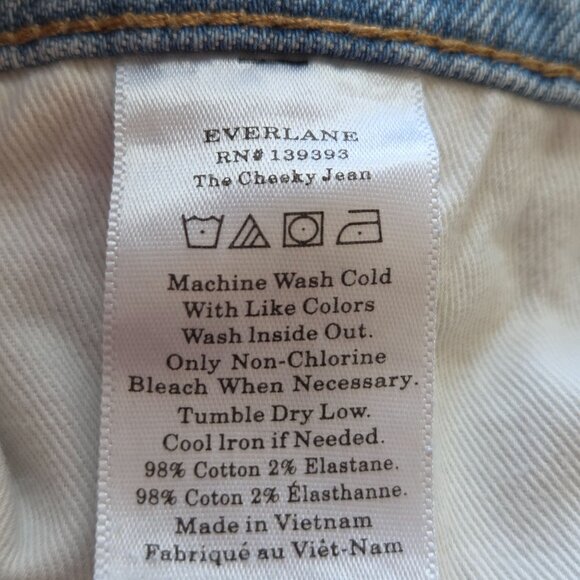 EVERLANE
RN# 139393
The Cheeky Jean
Machine Wash Cold
With Like Colors
Wash Inside Out.
Only Non-Chlorine
Bleach When Necessary.
Tumble Dry Low.
Cool Iron if Needed.
98% Cotton 2% Elastane.
98% Coton 2% Élasthanne.
Made in Vietnam
Fabriqué au Viêt-Nam